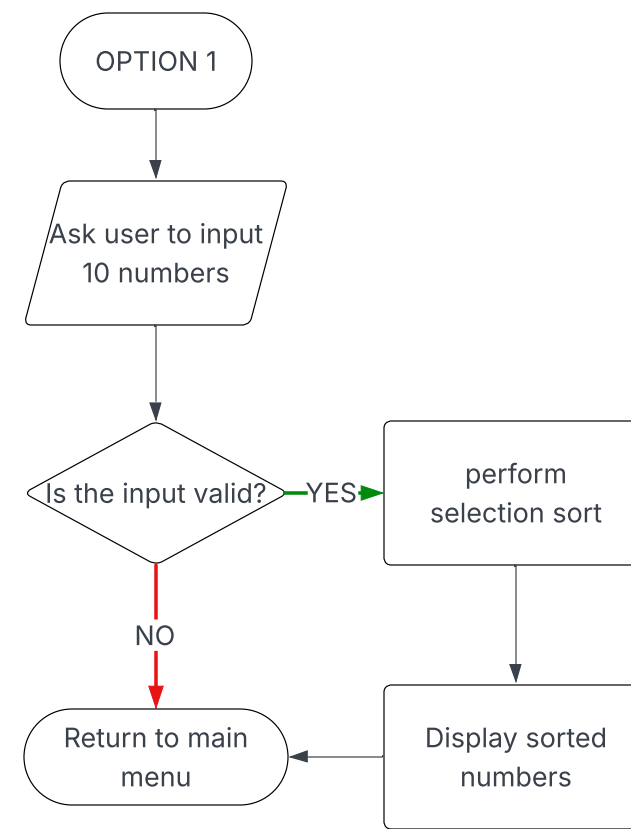 OPTION 1
Ask user to input
10 numbers
Is the input valid?
YES
perform
selection sort
NO
Return to main
menu
Display sorted
numbers